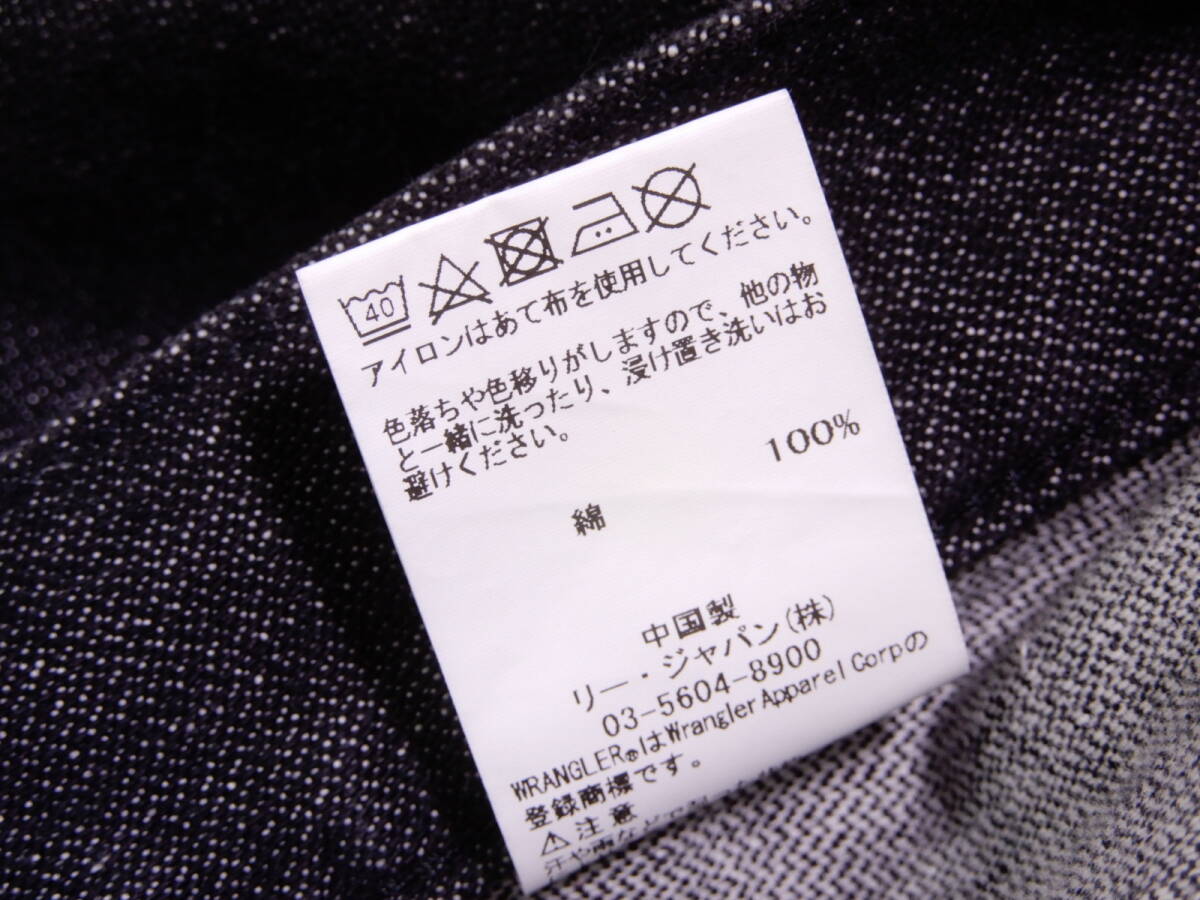 40
アイロンはあて布を使用してください。
色落ちや色移りがしますので、他の物
と一緒に洗ったり、浸け置き洗いはお
避けください。
綿 100%
中国製
リー・ジャパン(株)
03-5604-8900
WRANGLER®はWrangler Apparel Corpの
登録商標です。
⚠注意
汗や雨など